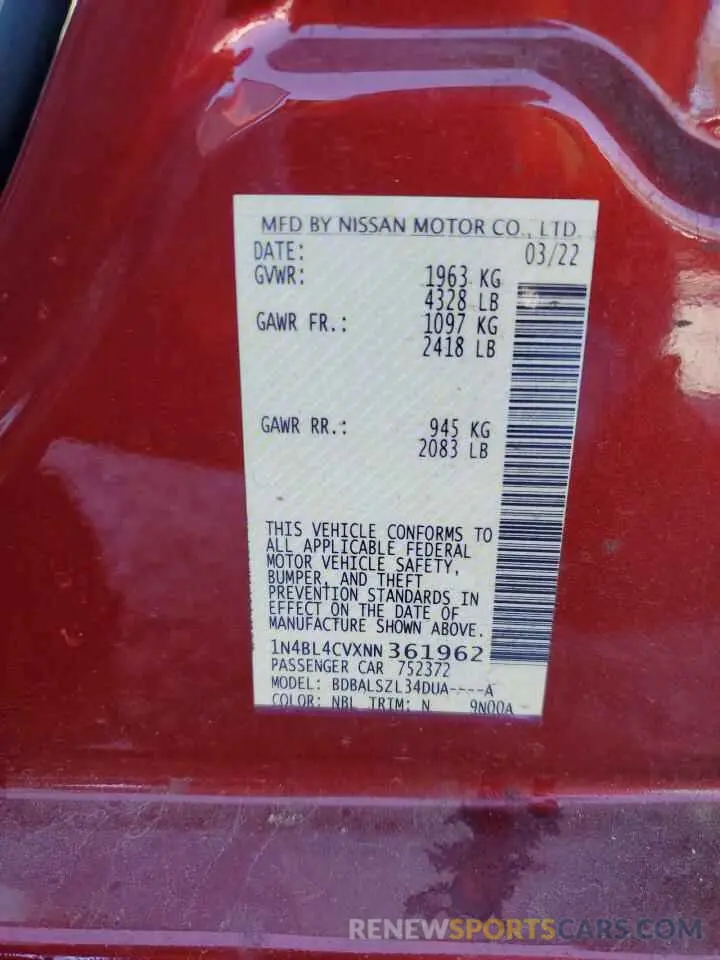 MFD BY NISSAN MOTOR CO., LTD.
DATE: 03/22
GVWR: 1963 KG
4328 LB
GAWR FR.: 1097 KG
2418 LB
GAWR RR.: 945 KG
2083 LB
THIS VEHICLE CONFORMS TO
ALL APPLICABLE FEDERAL
MOTOR VEHICLE SAFETY,
BUMPER, AND THEFT
PREVENTION STANDARDS IN
EFFECT ON THE DATE OF
MANUFACTURE SHOWN ABOVE.
1N4BL4CVXNN361962
PASSENGER CAR 752372
MODEL: BDBALSZL34DUA----A
COLOR: NBL TRIM: N 9N00A
RENEWSPORTSCARS.COM